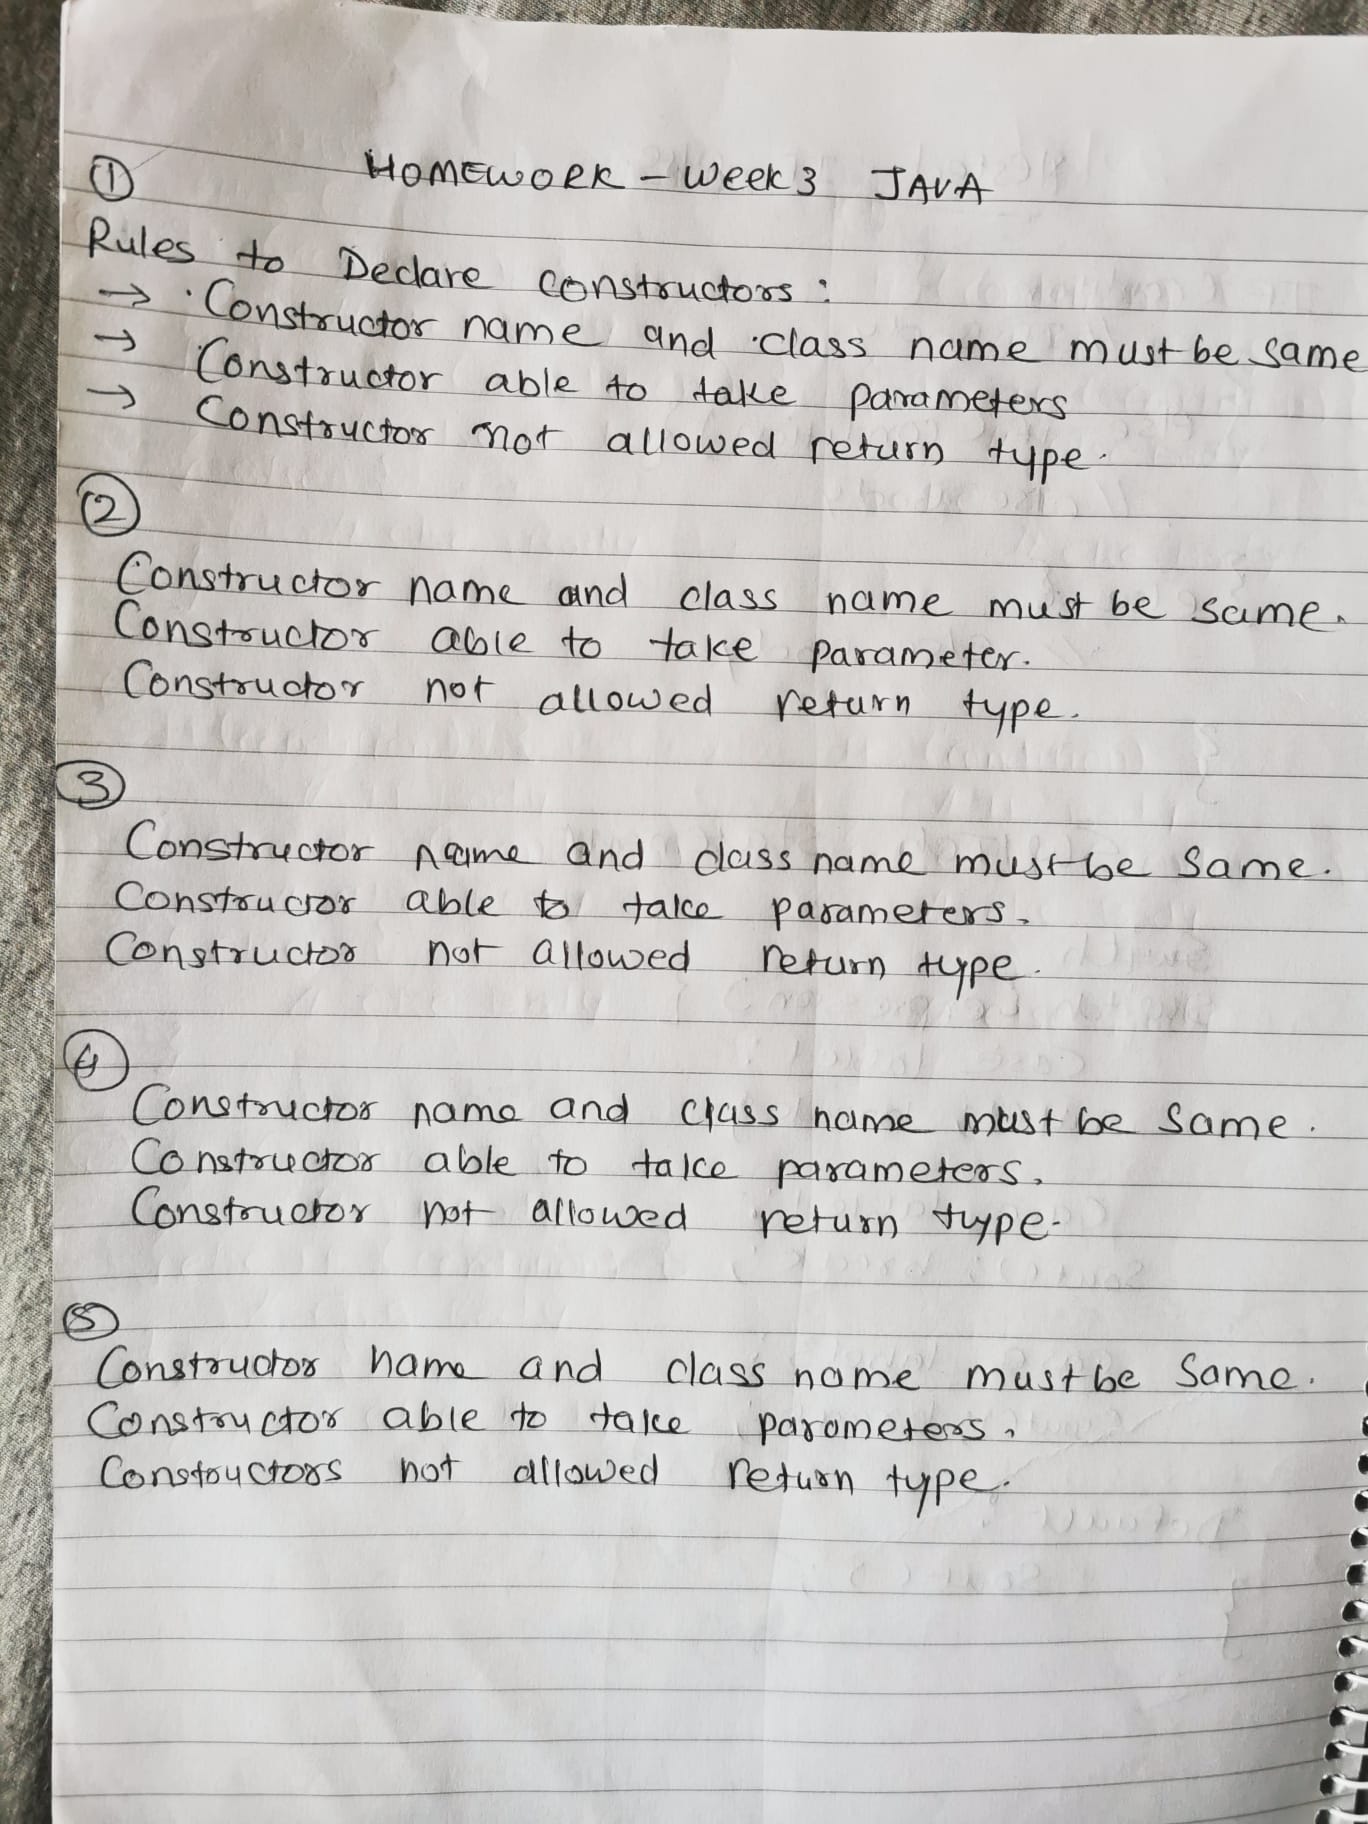 ①
HOMEWORK - Week 3 JAVA
Rules to Declare constructors :
→ Constructor name and class name must be same
→ Constructor able to take parameters
→ Constructor not allowed return type.
②
Constructor name and class name must be same.
Constructor able to take parameter.
Constructor not allowed return type.
③
Constructor name and class name must be same.
Constructor able to take parameters.
Constructor not allowed return type.
④
Constructor name and class name must be same.
Constructor able to take parameters.
Constructor not allowed return type.
⑤
Constructor name and class name must be same.
Constructor able to take parameters.
Constructors not allowed return type.